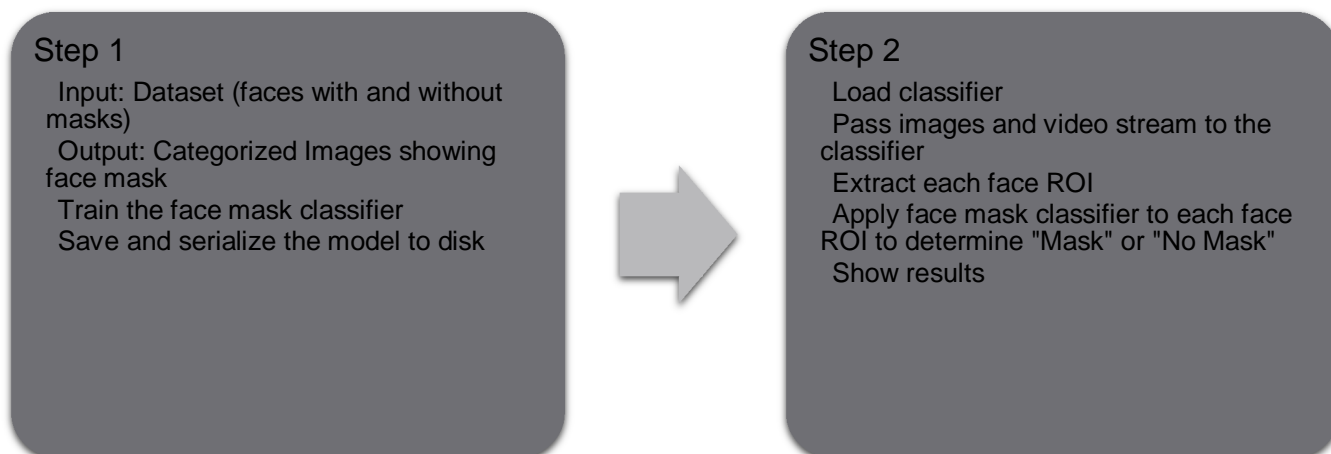 Step 1
Input: Dataset (faces with and without
masks)
Output: Categorized Images showing
face mask
Train the face mask classifier
Save and serialize the model to disk
Step 2
Load classifier
Pass images and video stream to the
classifier
Extract each face ROI
Apply face mask classifier to each face
ROI to determine "Mask" or "No Mask"
Show results